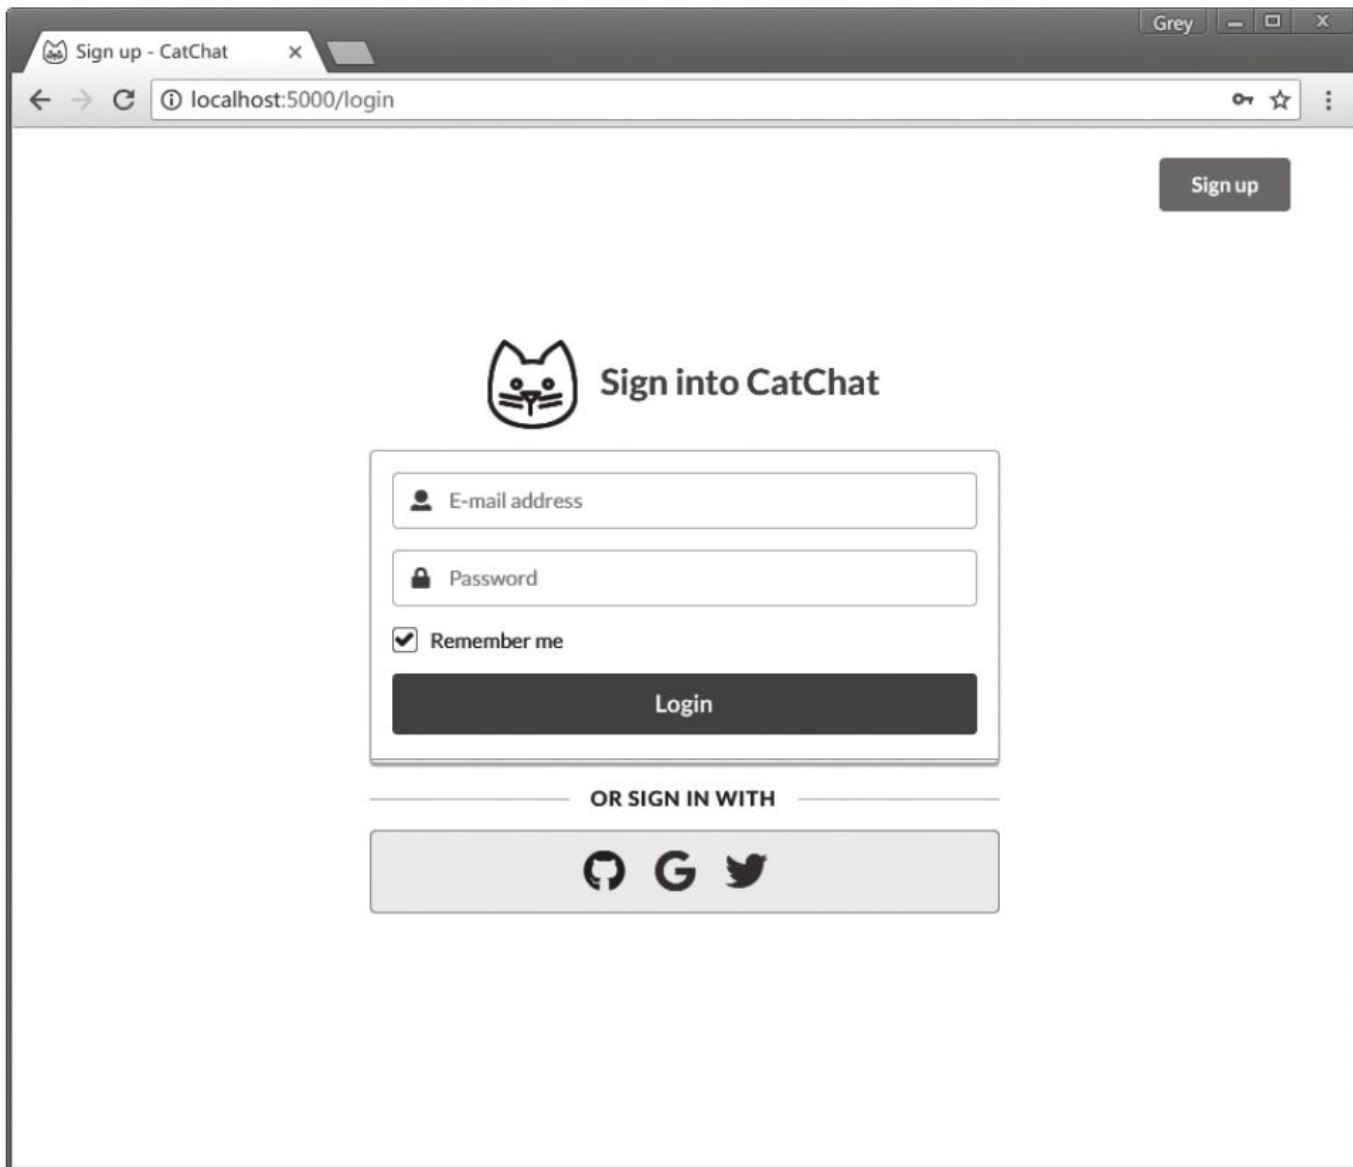 Grey
Sign up - CatChat
localhost:5000/login
Sign up
Sign into CatChat
E-mail address
Password
Remember me
Login
OR SIGN IN WITH